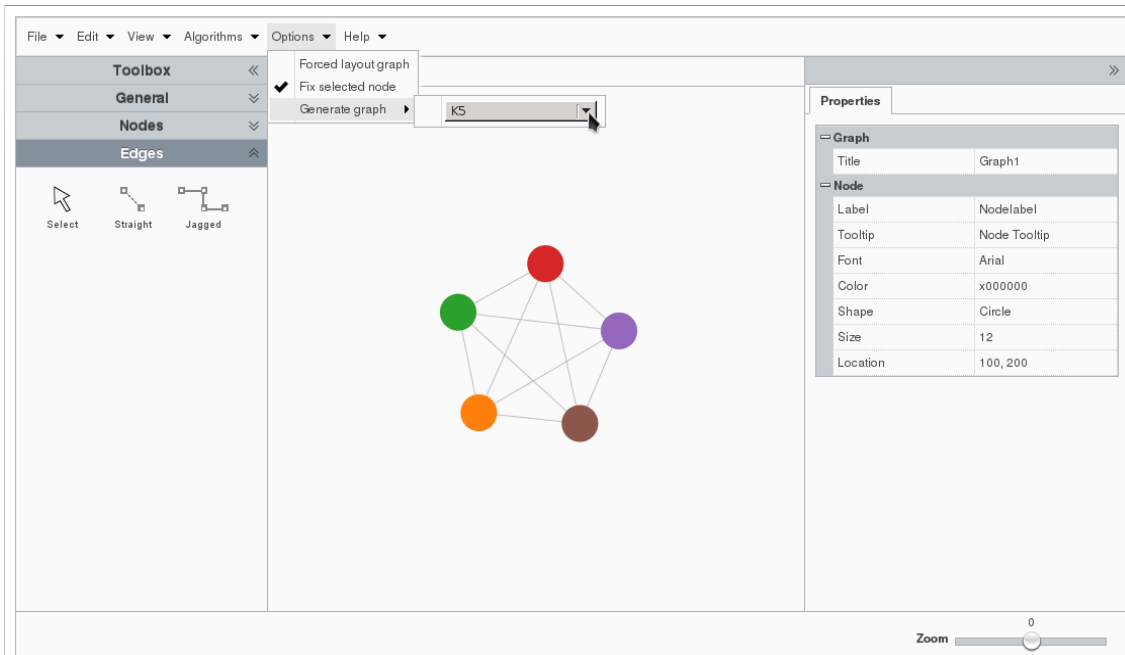 File Edit View Algorithms Options Help
Toolbox
General
Nodes
Edges
Select Straight Jagged
Forced layout graph
Fix selected node
Generate graph
K5
Properties
Graph
Title Graph1
Node
Label Nodelabel
Tooltip Node Tooltip
Font Arial
Color x000000
Shape Circle
Size 12
Location 100, 200
0
Zoom